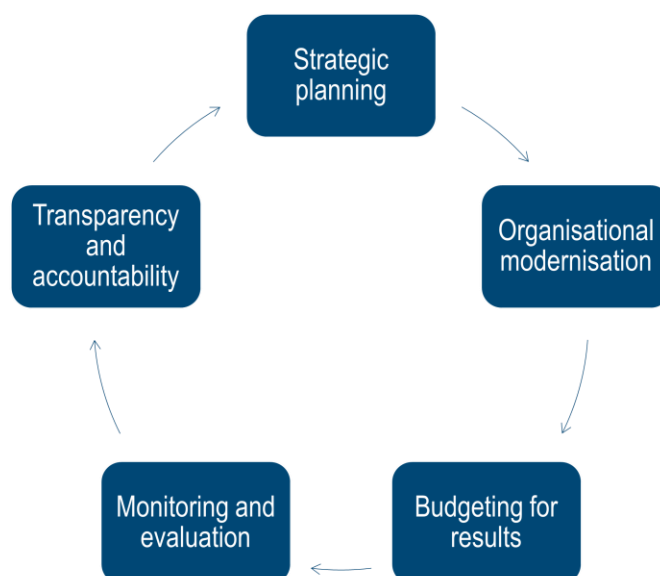 Strategic
planning
Organisational
modernisation
Budgeting for
results
Monitoring and
evaluation
Transparency
and
accountability